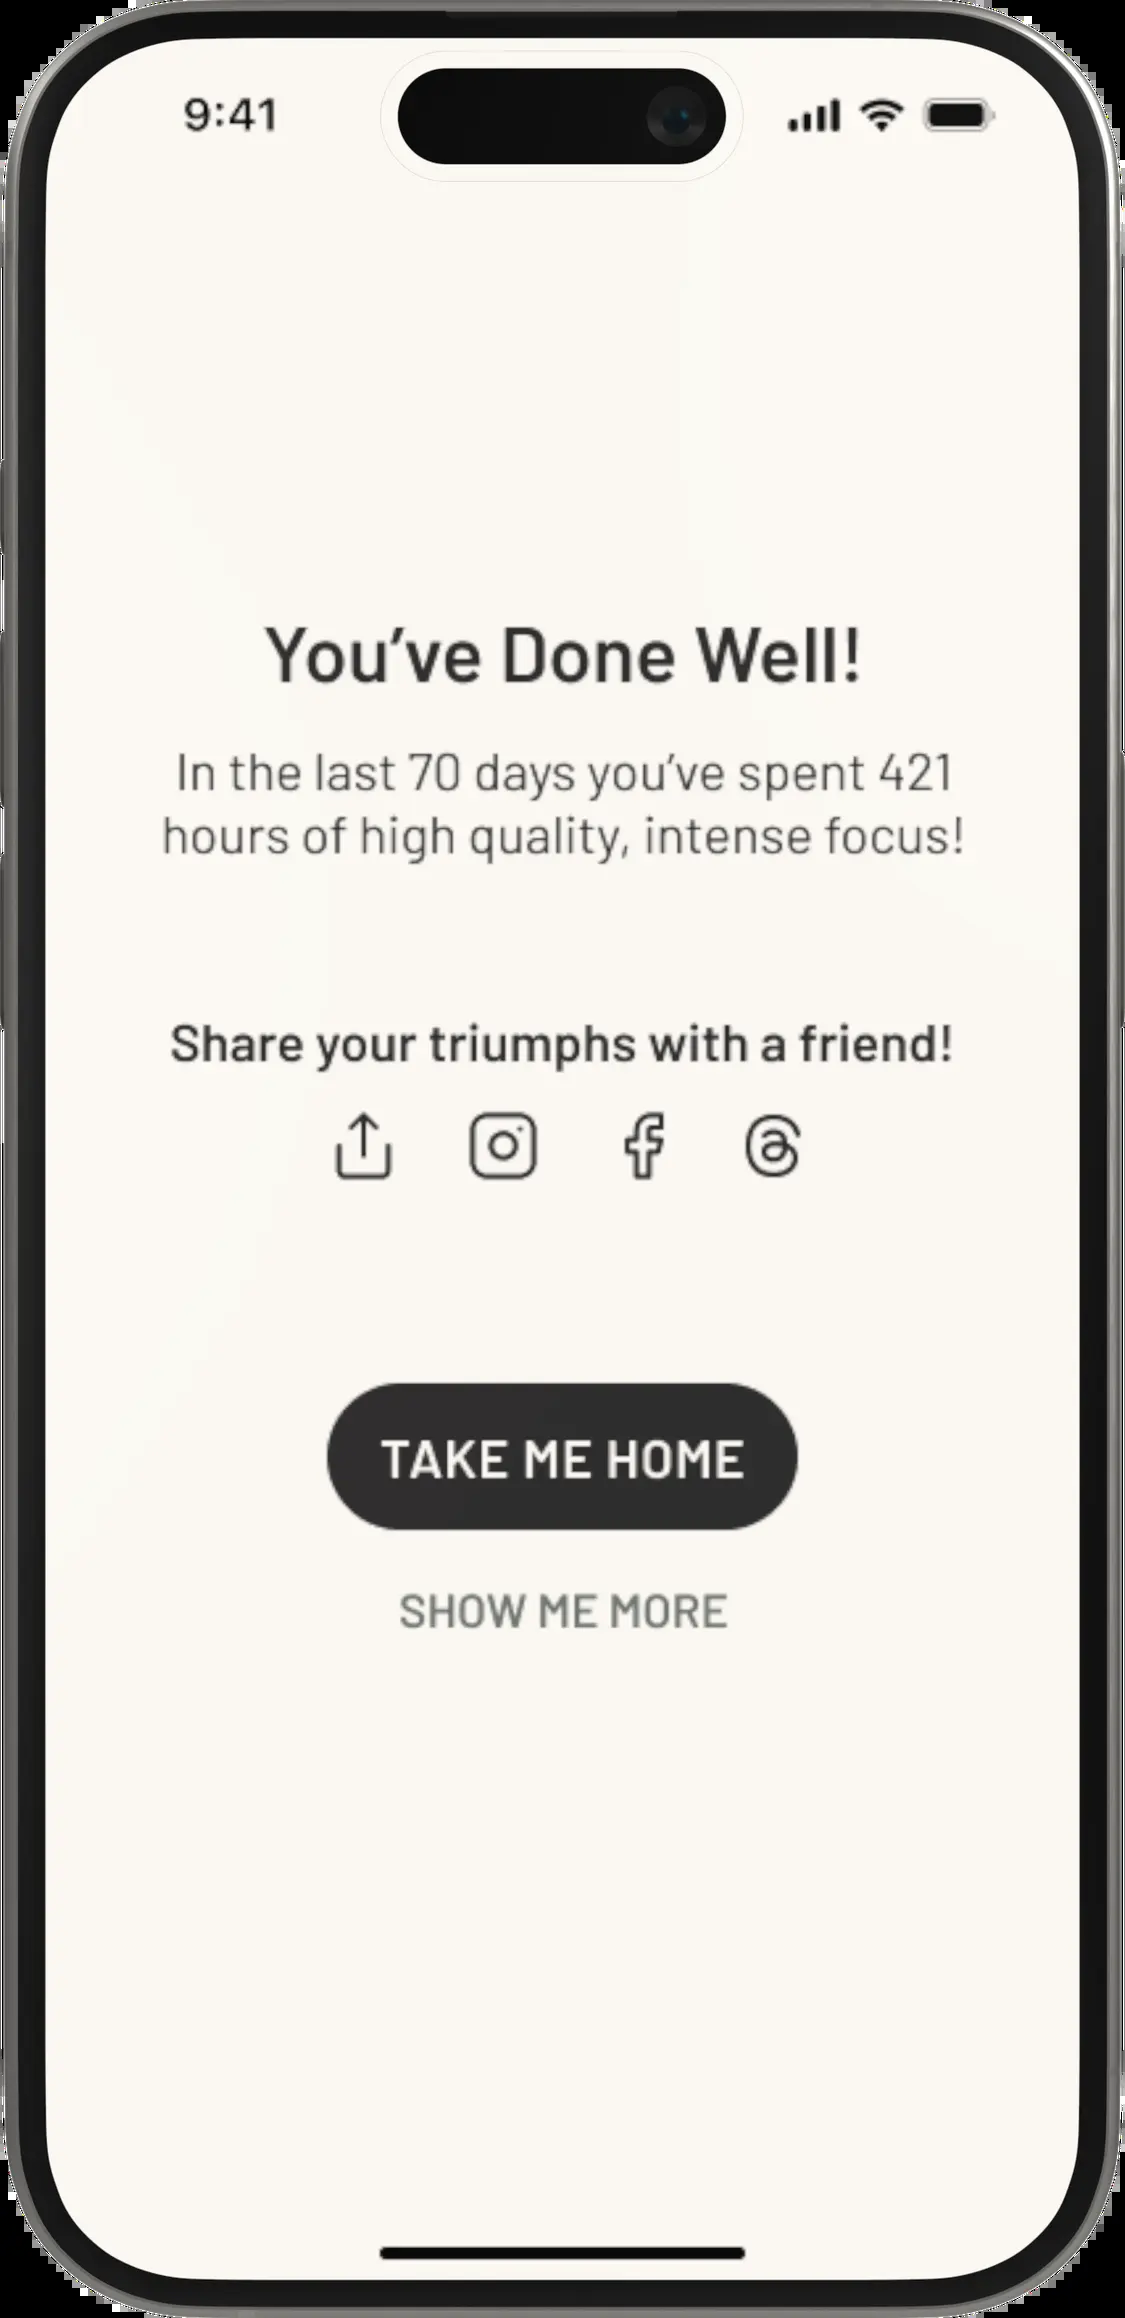 9:41
You’ve Done Well!
In the last 70 days you’ve spent 421
hours of high quality, intense focus!
Share your triumphs with a friend!
TAKE ME HOME
SHOW ME MORE